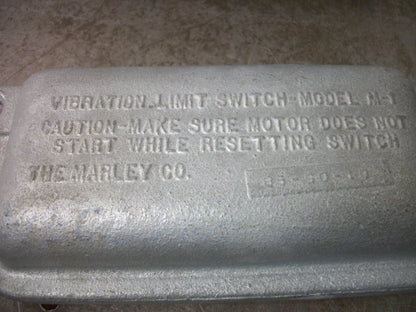 VIBRATION LIMIT SWITCH-MODEL M-1
CAUTION-MAKE SURE MOTOR DOES NOT
START WHILE RESETTING SWITCH
THE MARLEY CO.